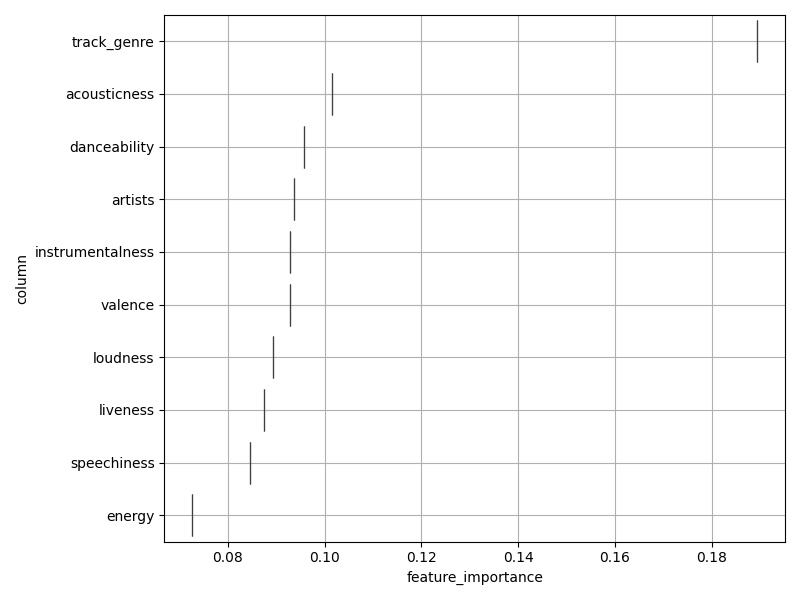 track_genre
acousticness
danceability
artists
instrumentalness
valence
loudness
liveness
speechiness
energy
column
0.08 0.10 0.12 0.14 0.16 0.18
feature_importance